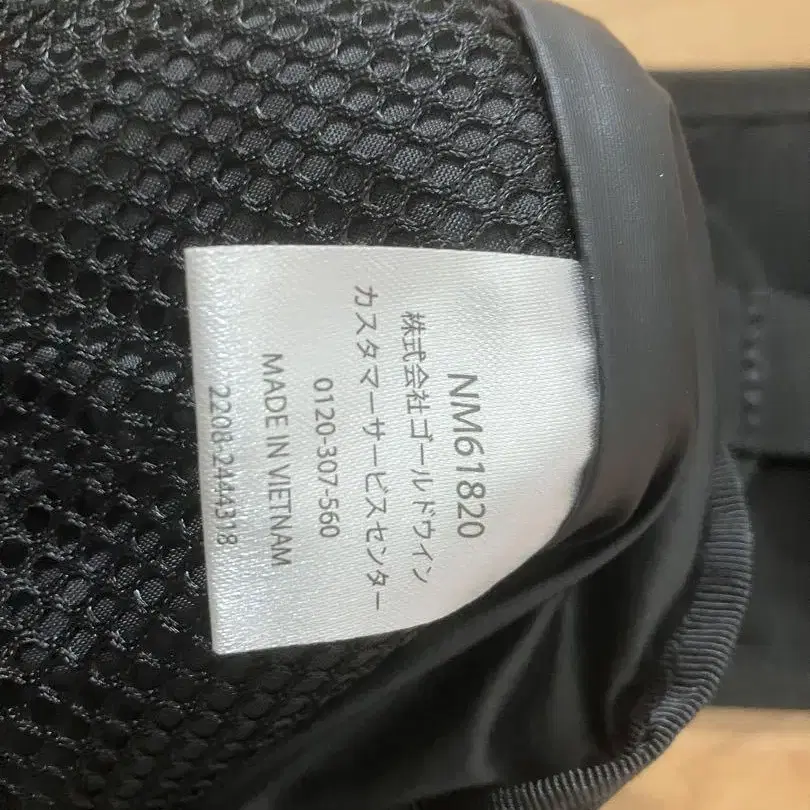 NM61820
株式会社ゴールドウイン
カスタマーサービスセンター
0120-307-560
MADE IN VIETNAM
2208-2444318